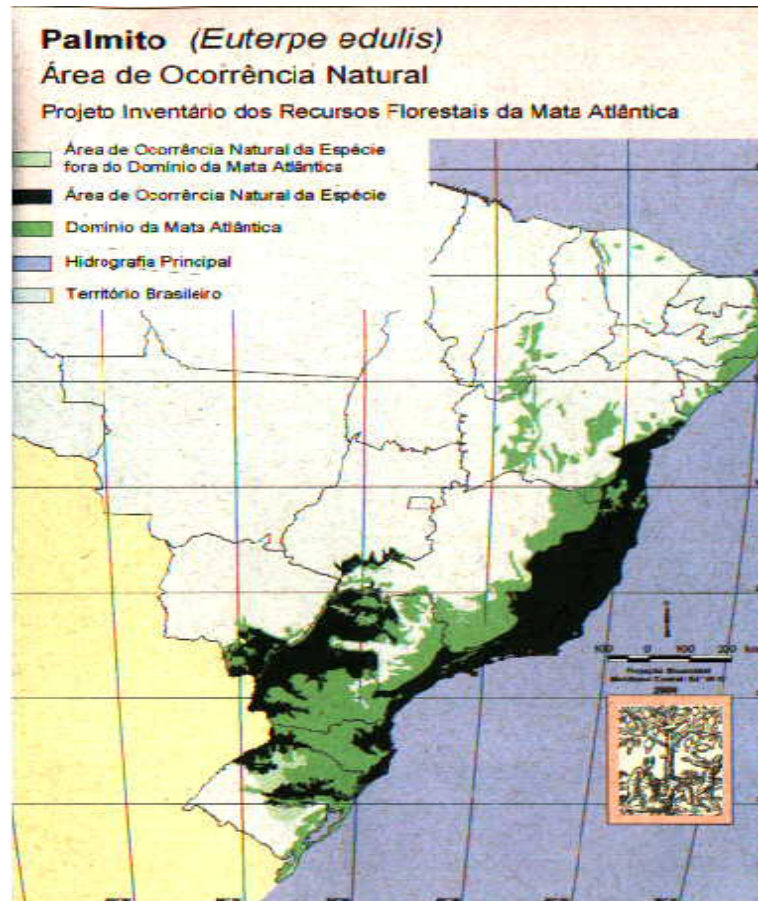 Palmito (Euterpe edulis)
Área de Ocorrência Natural
Projeto Inventário dos Recursos Florestais da Mata Atlântica
Área de Ocorrência Natural da Espécie
fora do Domínio da Mata Atlântica
Área de Ocorrência Natural da Espécie
Domínio da Mata Atlântica
Hidrografia Principal
Território Brasileiro
100 0 100 200 km